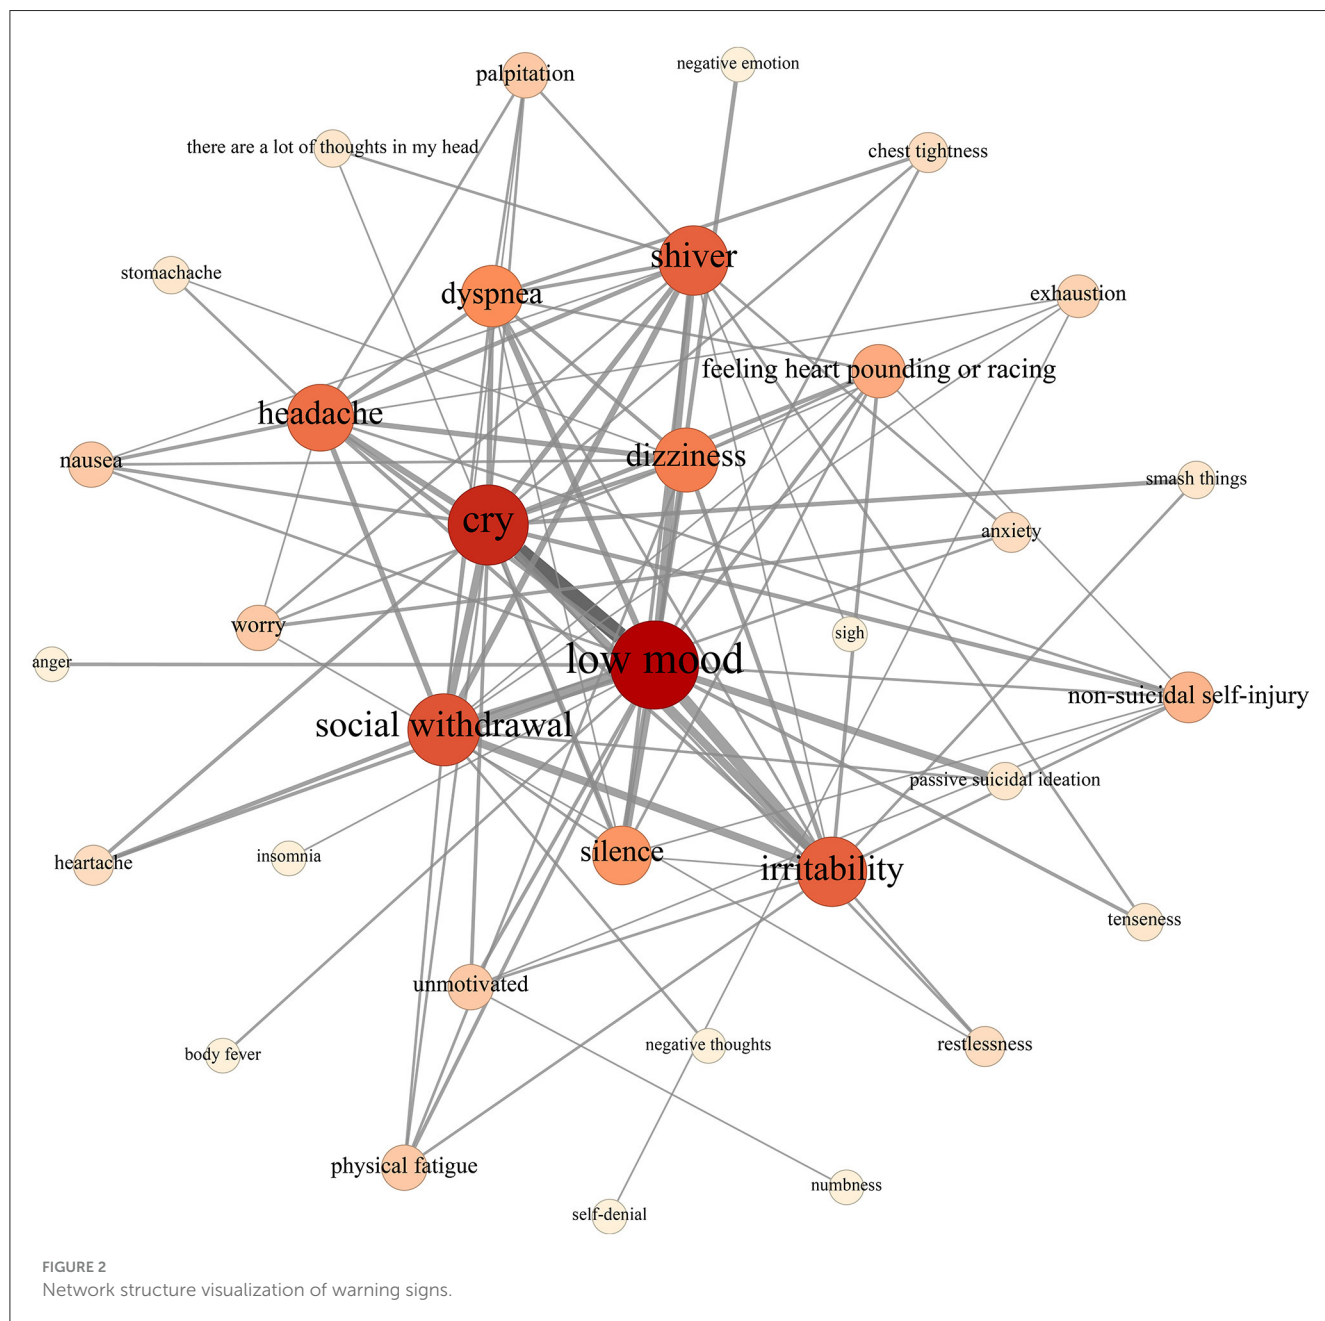 palpitation
negative emotion
there are a lot of thoughts in my head
chest tightness
shiver
stomachache
dyspnea
exhaustion
feeling heart pounding or racing
headache
nausea
dizziness
smash things
cry
anxiety
worry
sigh
anger
low mood
non-suicidal self-injury
social withdrawal
passive suicidal ideation
heartache
insomnia
silence
irritability
tenseness
unmotivated
body fever
negative thoughts
restlessness
physical fatigue
numbness
self-denial
FIGURE 2
Network structure visualization of warning signs.